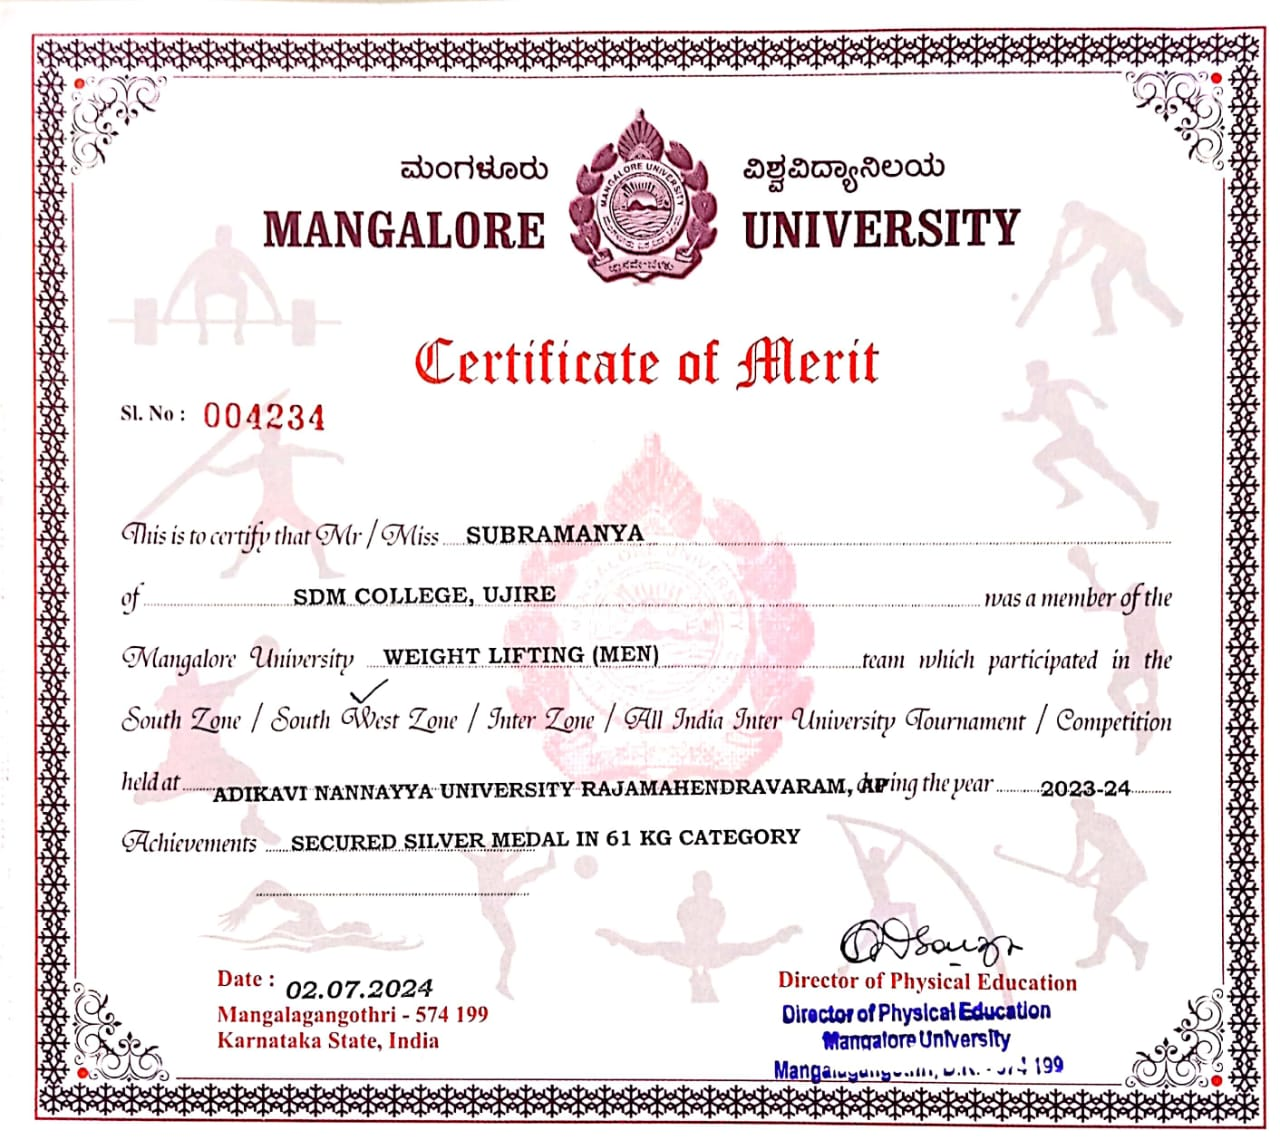 ಮಂಗಳೂರು ವಿಶ್ವವಿದ್ಯಾನಿಲಯ
MANGALORE UNIVERSITY
MANGALORE UNIVERSITY
Certificate of Merit
Sl. No : 004234
This is to certify that Mr / Miss SUBRAMANYA
of SDM COLLEGE, UJIRE was a member of the
Mangalore University WEIGHT LIFTING (MEN) team which participated in the
South Zone / South West Zone / Inter Zone / All India Inter University Tournament / Competition
held at ADIKAVI NANNAYYA UNIVERSITY RAJAMAHENDRAVARAM, AP during the year 2023-24
Achievements SECURED SILVER MEDAL IN 61 KG CATEGORY
Date : 02.07.2024
Mangalagangothri - 574 199
Karnataka State, India
Director of Physical Education
Director of Physical Education
Mangalore University
199